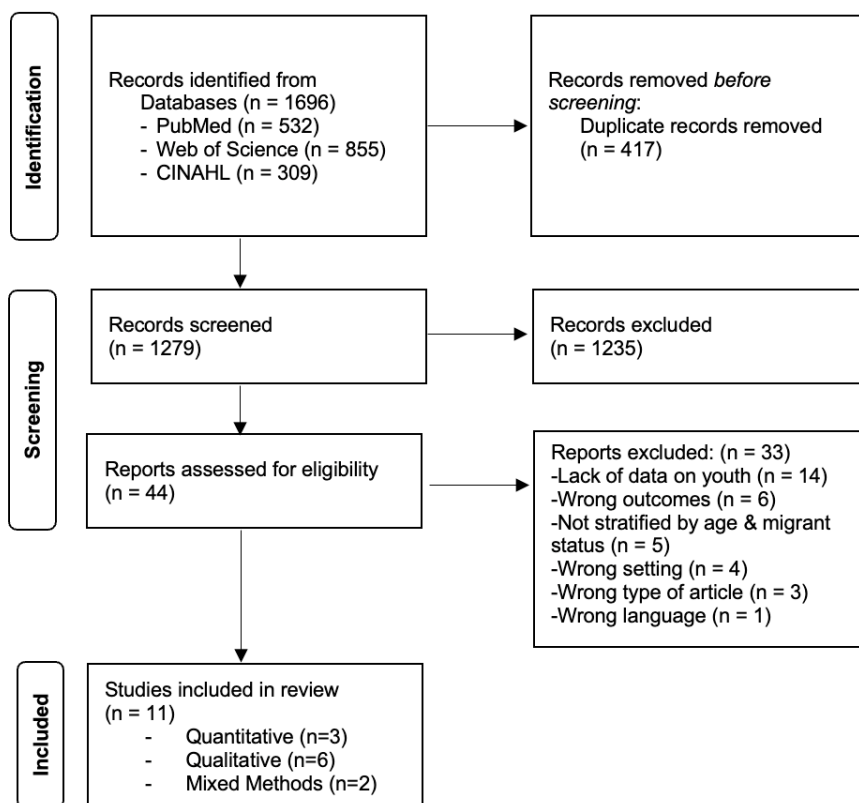 Identification
Records identified from
Databases (n = 1696)
- PubMed (n = 532)
- Web of Science (n = 855)
- CINAHL (n = 309)
Records removed before
screening:
Duplicate records removed
(n = 417)
Screening
Records screened
(n = 1279)
Records excluded
(n = 1235)
Reports assessed for eligibility
(n = 44)
Reports excluded: (n = 33)
-Lack of data on youth (n = 14)
-Wrong outcomes (n = 6)
-Not stratified by age & migrant
status (n = 5)
-Wrong setting (n = 4)
-Wrong type of article (n = 3)
-Wrong language (n = 1)
Included
Studies included in review
(n = 11)
- Quantitative (n=3)
- Qualitative (n=6)
- Mixed Methods (n=2)